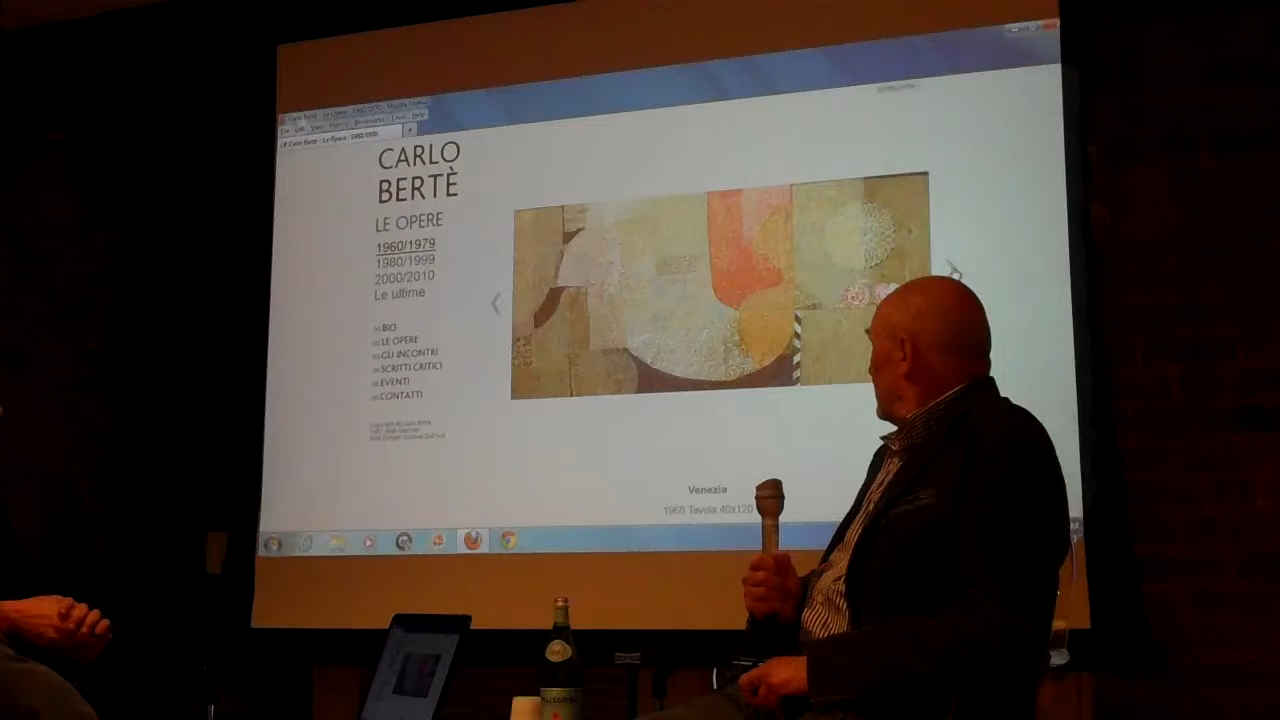 CARLO
BERTÈ
LE OPERE
1960/1979
1980/1999
2000/2010
Le ultime
BIO
LE OPERE
GLI INCONTRI
SCRITTI CRITICI
EVENTI
CONTATTI
Venezia
Tavola 40x120